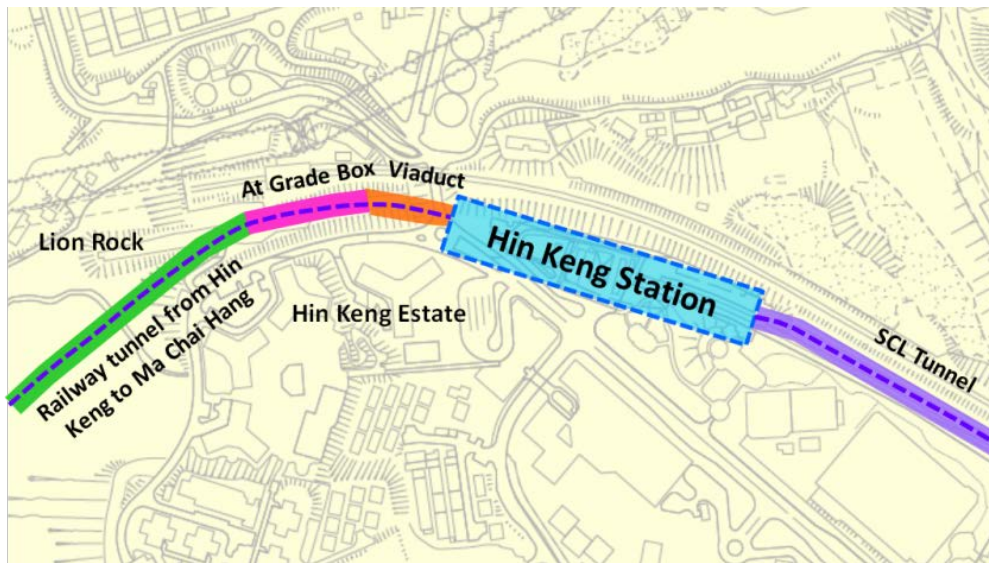 At Grade Box
Viaduct
Lion Rock
Hin Keng Station
Hin Keng Estate
Railway tunnel from Hin
Keng to Ma Chai Hang
SCL Tunnel